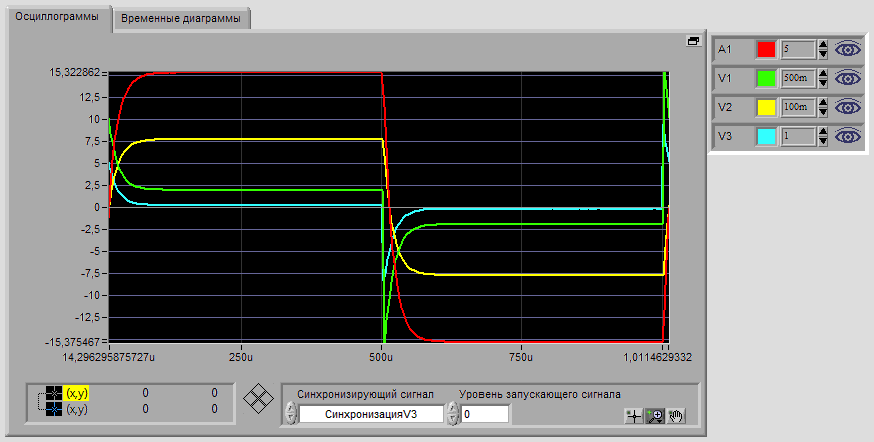 Осциллограммы
Временные диаграммы
15,322862
12,5
10
7,5
5
2,5
0
-2,5
-5
-7,5
-10
-12,5
-15,375467
14,296295875727u
250u
500u
750u
1,0114629332
A1
5
V1
500m
V2
100m
V3
1
(x,y)
0
0
(x,y)
0
0
Синхронизирующий сигнал
Уровень запускающего сигнала
СинхронизацияV3
0